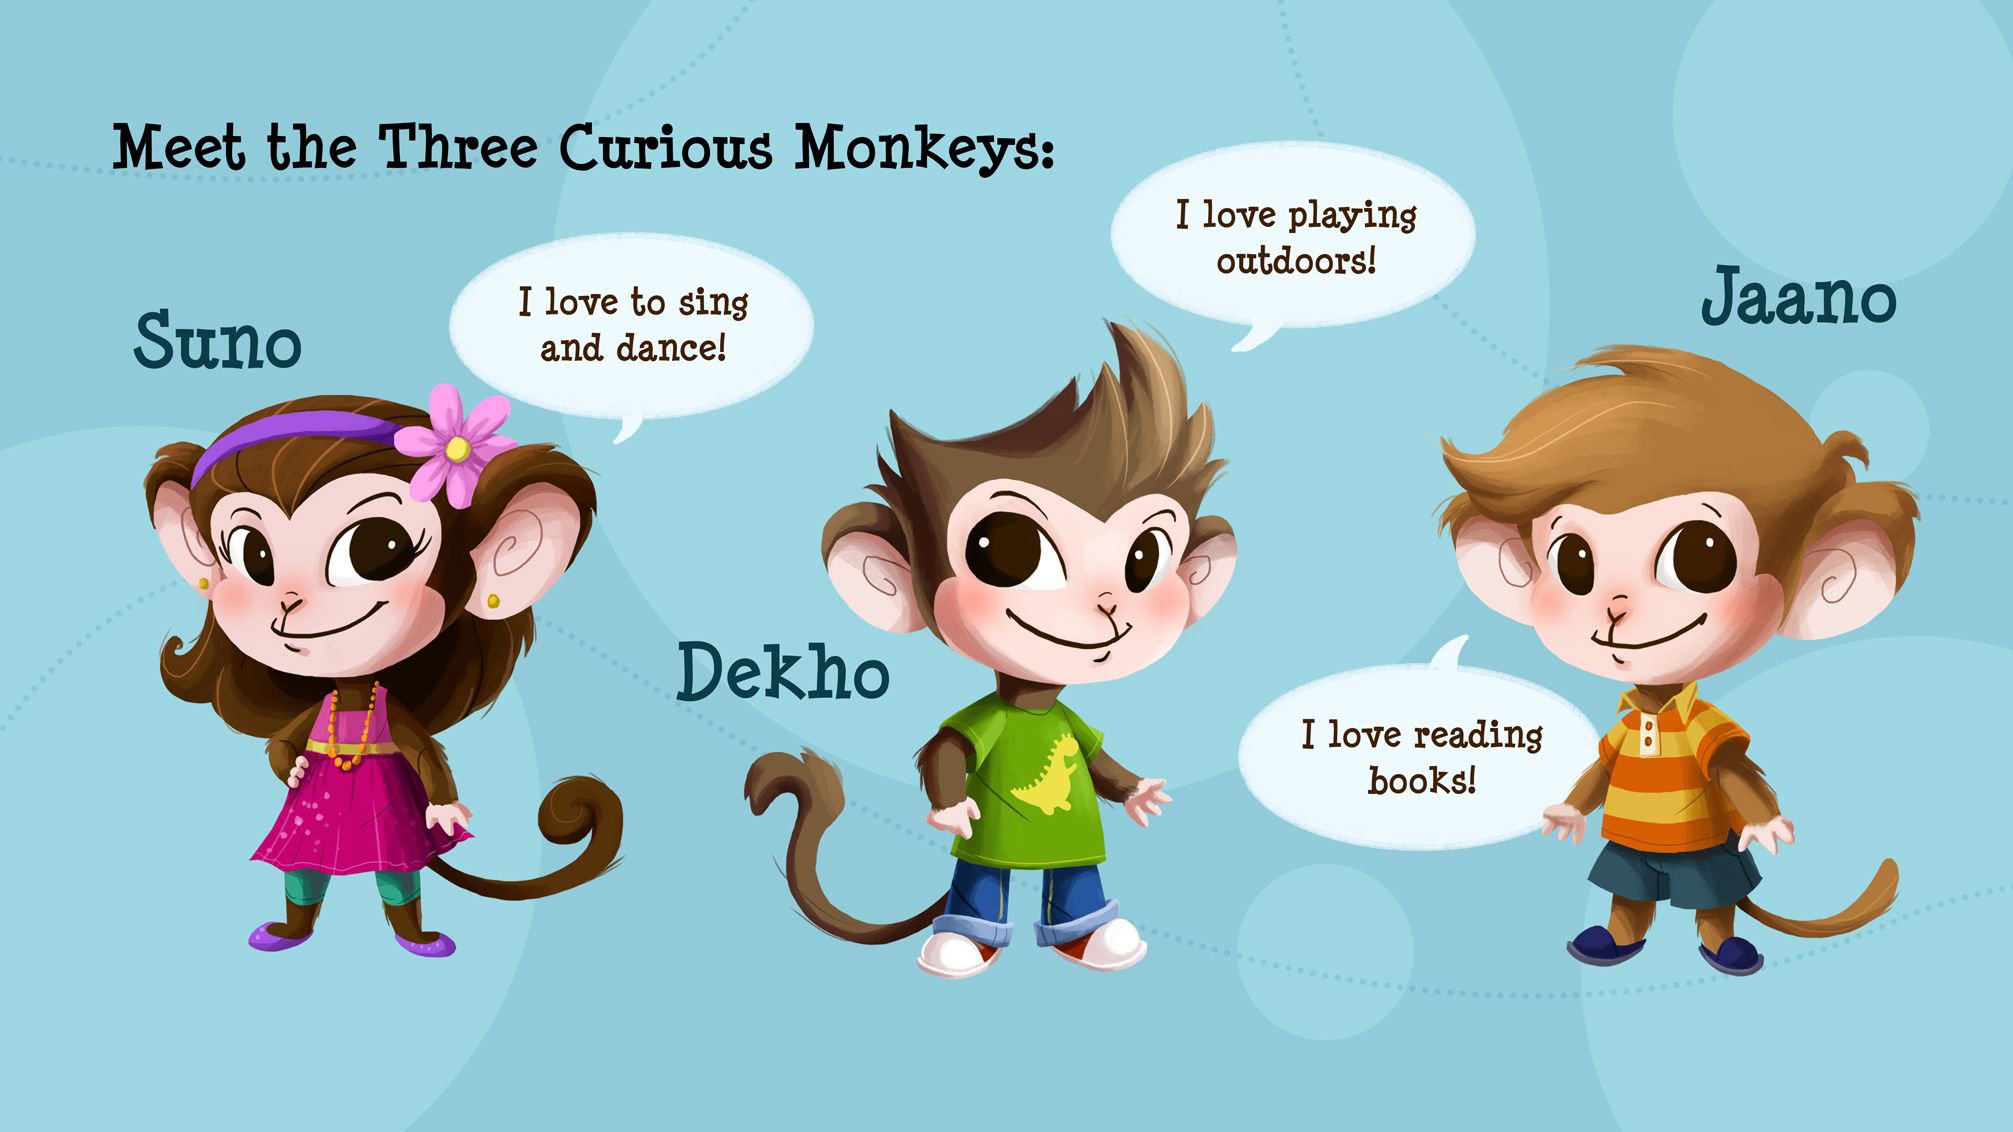 Meet the Three Curious Monkeys:
Suno
I love to sing
and dance!
Dekho
I love playing
outdoors!
Jaano
I love reading
books!